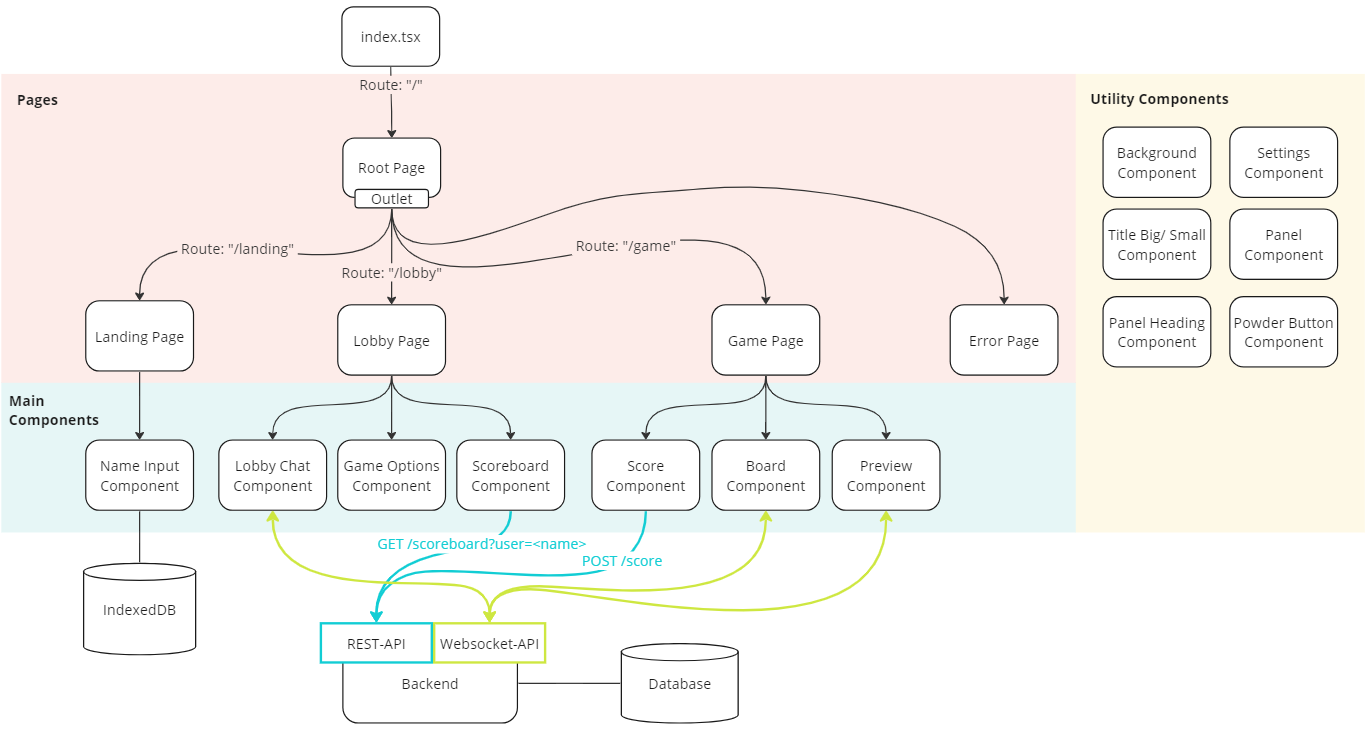 index.tsx
Route: "/"
Pages
Utility Components
Root Page
Outlet
Background
Component
Settings
Component
Title Big/ Small
Component
Panel
Component
Route: "/landing"
Route: "/lobby"
Route: "/game"
Landing Page
Lobby Page
Game Page
Error Page
Panel Heading
Component
Powder Button
Component
Main
Components
Name Input
Component
Lobby Chat
Component
Game Options
Component
Scoreboard
Component
Score
Component
Board
Component
Preview
Component
GET /scoreboard?user=<name>
POST /score
IndexedDB
REST-API
Websocket-API
Backend
Database